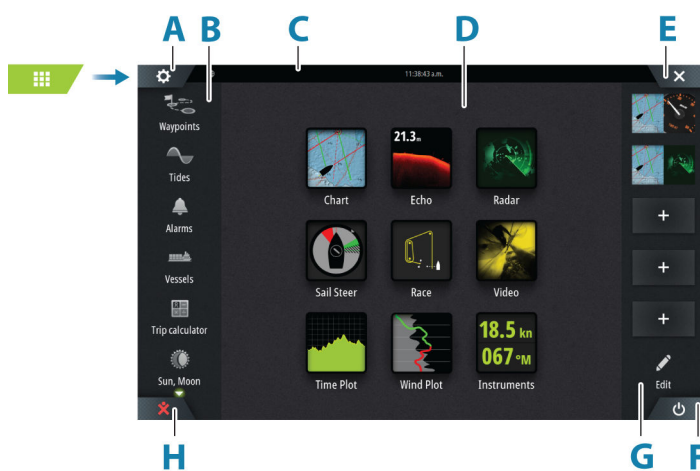 A
B
C
D
E
11:38:43 a.m.
Waypoints
Tides
Alarms
Vessels
Trip calculator
Sun, Moon
21.3m
Chart
Echo
Radar
Sail Steer
Race
Video
18.5 kn
067 °M
Time Plot
Wind Plot
Instruments
Edit
H
G
F